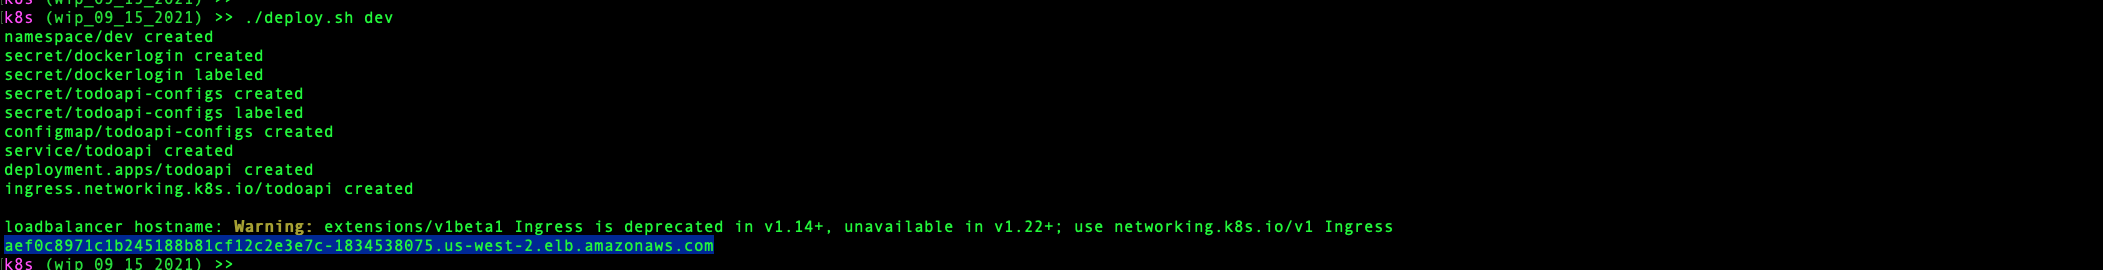 k8s (wip_09_15_2021) >>
k8s (wip_09_15_2021) >> ./deploy.sh dev
namespace/dev created
secret/dockerlogin created
secret/dockerlogin labeled
secret/todoapi-configs created
secret/todoapi-configs labeled
configmap/todoapi-configs created
service/todoapi created
deployment.apps/todoapi created
ingress.networking.k8s.io/todoapi created
loadbalancer hostname: Warning: extensions/v1beta1 Ingress is deprecated in v1.14+, unavailable in v1.22+; use networking.k8s.io/v1 Ingress
aef0c8971c1b245188b81cf12c2e3e7c-1834538075.us-west-2.elb.amazonaws.com
k8s (wip_09_15_2021) >>